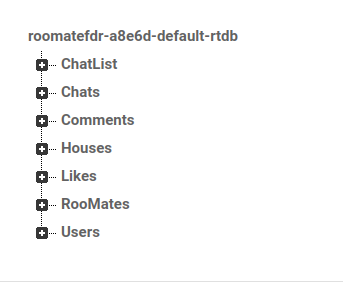 roomatefdr-a8e6d-default-rtdb
ChatList
Chats
Comments
Houses
Likes
RooMates
Users